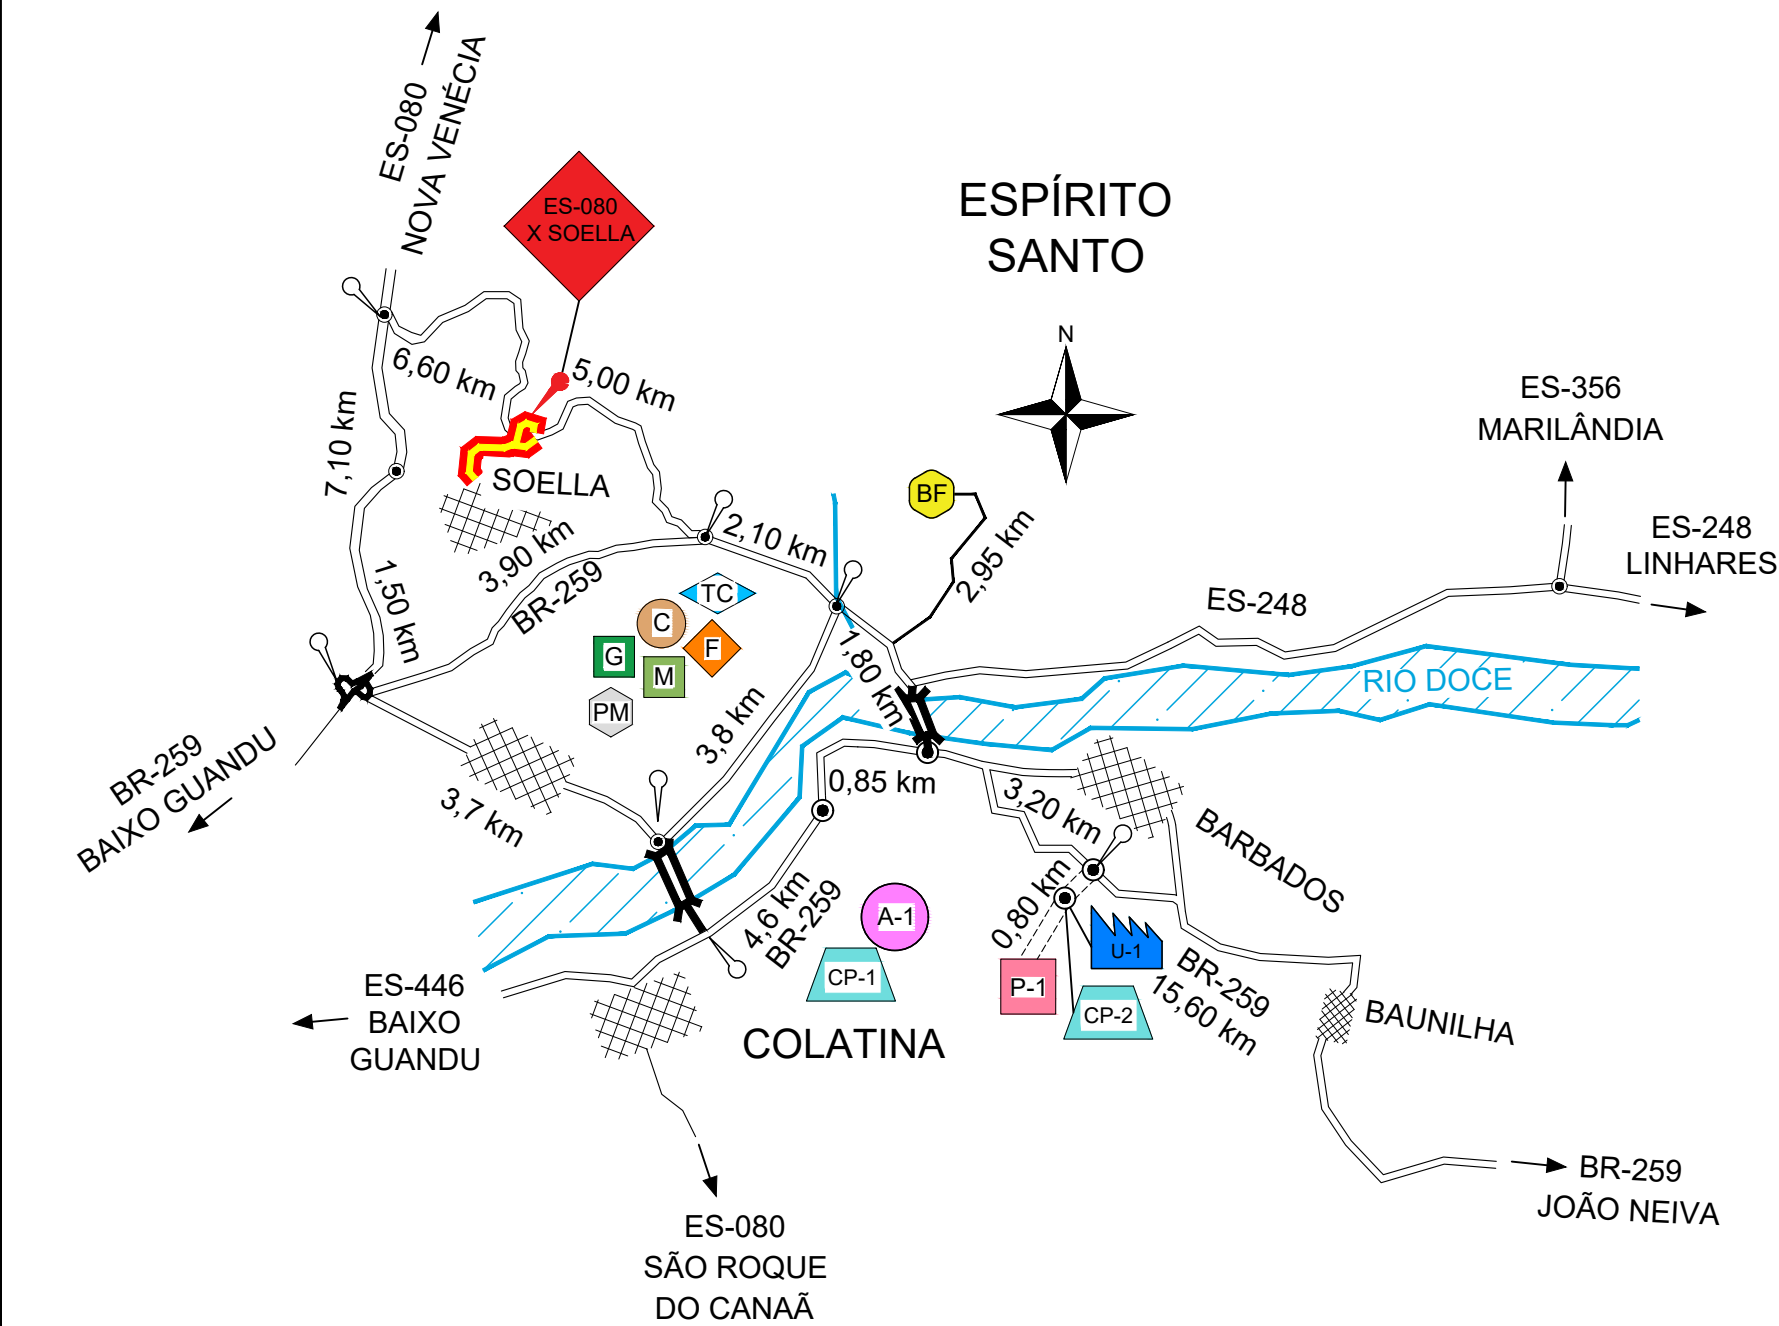 ES-080
NOVA VENÉCIA
ES-080
X SOELLA
ESPÍRITO
SANTO
N
6,60 km
5,00 km
7,10 km
SOELLA
ES-356
MARILÂNDIA
BF
2,10 km
2,95 km
ES-248
LINHARES
3,90 km
BR-259
1,50 km
TC
C
G
F
M
PM
ES-248
1,80 km
RIO DOCE
3,8 km
BR-259
BAIXO GUANDU
3,7 km
0,85 km
3,20 km
BARBADOS
4,6 km
BR-259
A-1
0,80 km
U-1
CP-1
P-1
CP-2
BR-259
15,60 km
BAUNILHA
ES-446
BAIXO
GUANDU
COLATINA
BR-259
JOÃO NEIVA
ES-080
SÃO ROQUE
DO CANAÃ